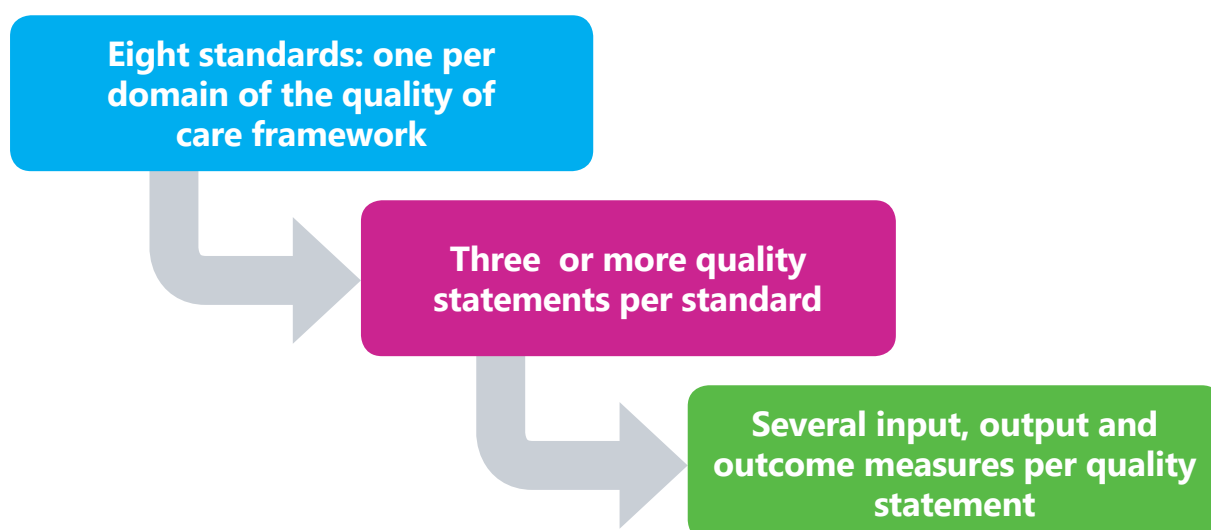 Eight standards: one per
domain of the quality of
care framework
Three  or more quality
statements per standard
Several input, output and
outcome measures per quality
statement